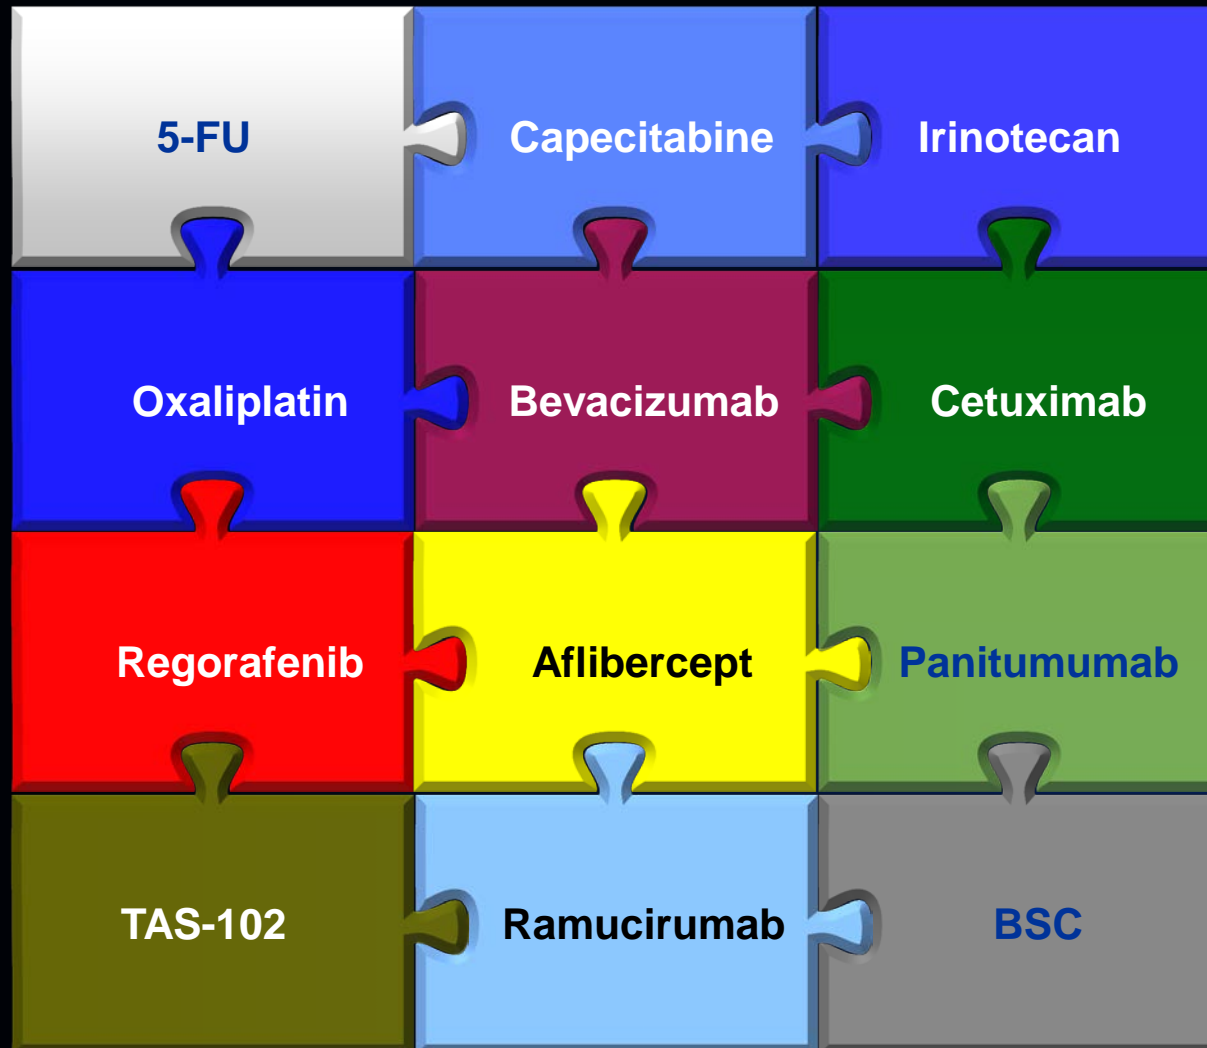 5-FU
Capecitabine
Irinotecan
Oxaliplatin
Bevacizumab
Cetuximab
Regorafenib
Aflibercept
Panitumumab
TAS-102
Ramucirumab
BSC